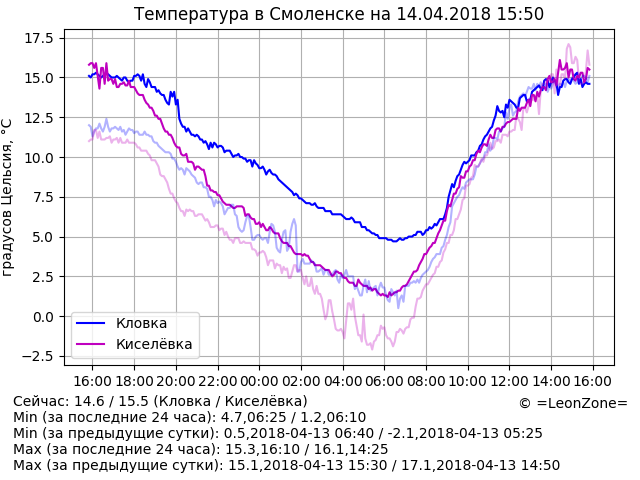 Температура в Смоленске на 14.04.2018 15:50
градусов Цельсия, °C
17.5
15.0
12.5
10.0
7.5
5.0
2.5
0.0
−2.5
Кловка
Киселёвка
16:00 18:00 20:00 22:00 00:00 02:00 04:00 06:00 08:00 10:00 12:00 14:00 16:00
Сейчас: 14.6 / 15.5 (Кловка / Киселёвка)
© =LeonZone=
Min (за последние 24 часа): 4.7,06:25 / 1.2,06:10
Min (за предыдущие сутки): 0.5,2018-04-13 06:40 / -2.1,2018-04-13 05:25
Max (за последние 24 часа): 15.3,16:10 / 16.1,14:25
Max (за предыдущие сутки): 15.1,2018-04-13 15:30 / 17.1,2018-04-13 14:50